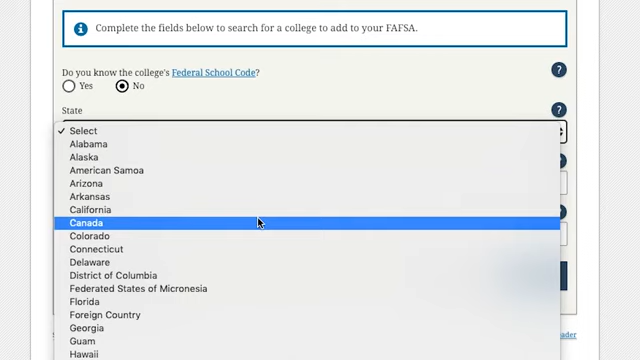 Complete the fields below to search for a college to add to your FAFSA.
Do you know the college's Federal School Code?
?
Yes
No
State
?
✓ Select
Alabama
Alaska
American Samoa
Arizona
Arkansas
California
Canada
Colorado
Connecticut
Delaware
District of Columbia
Federated States of Micronesia
Florida
Foreign Country
Georgia
Guam
Hawaii